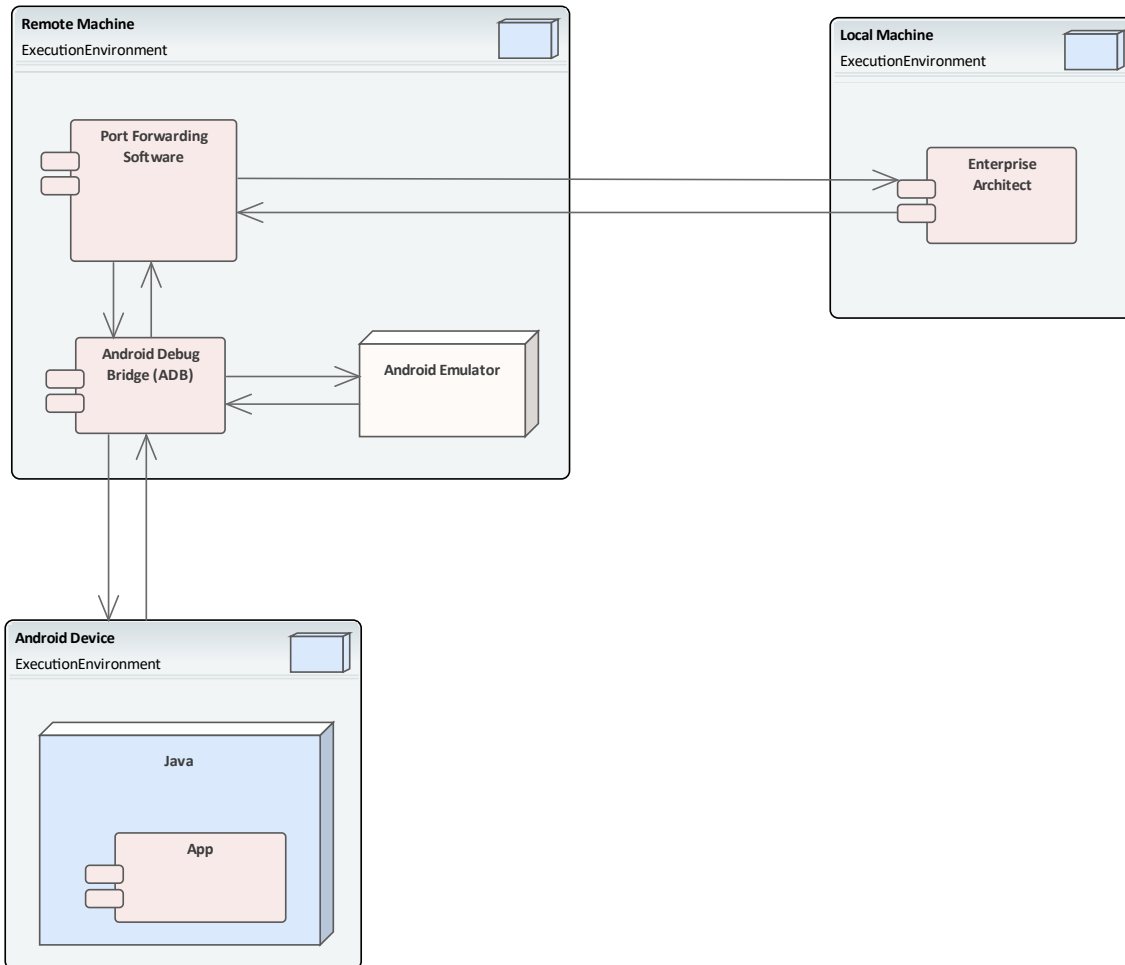 Remote Machine
ExecutionEnvironment
Port Forwarding
Software
Android Debug
Bridge (ADB)
Android Emulator
Local Machine
ExecutionEnvironment
Enterprise
Architect
Android Device
ExecutionEnvironment
Java
App